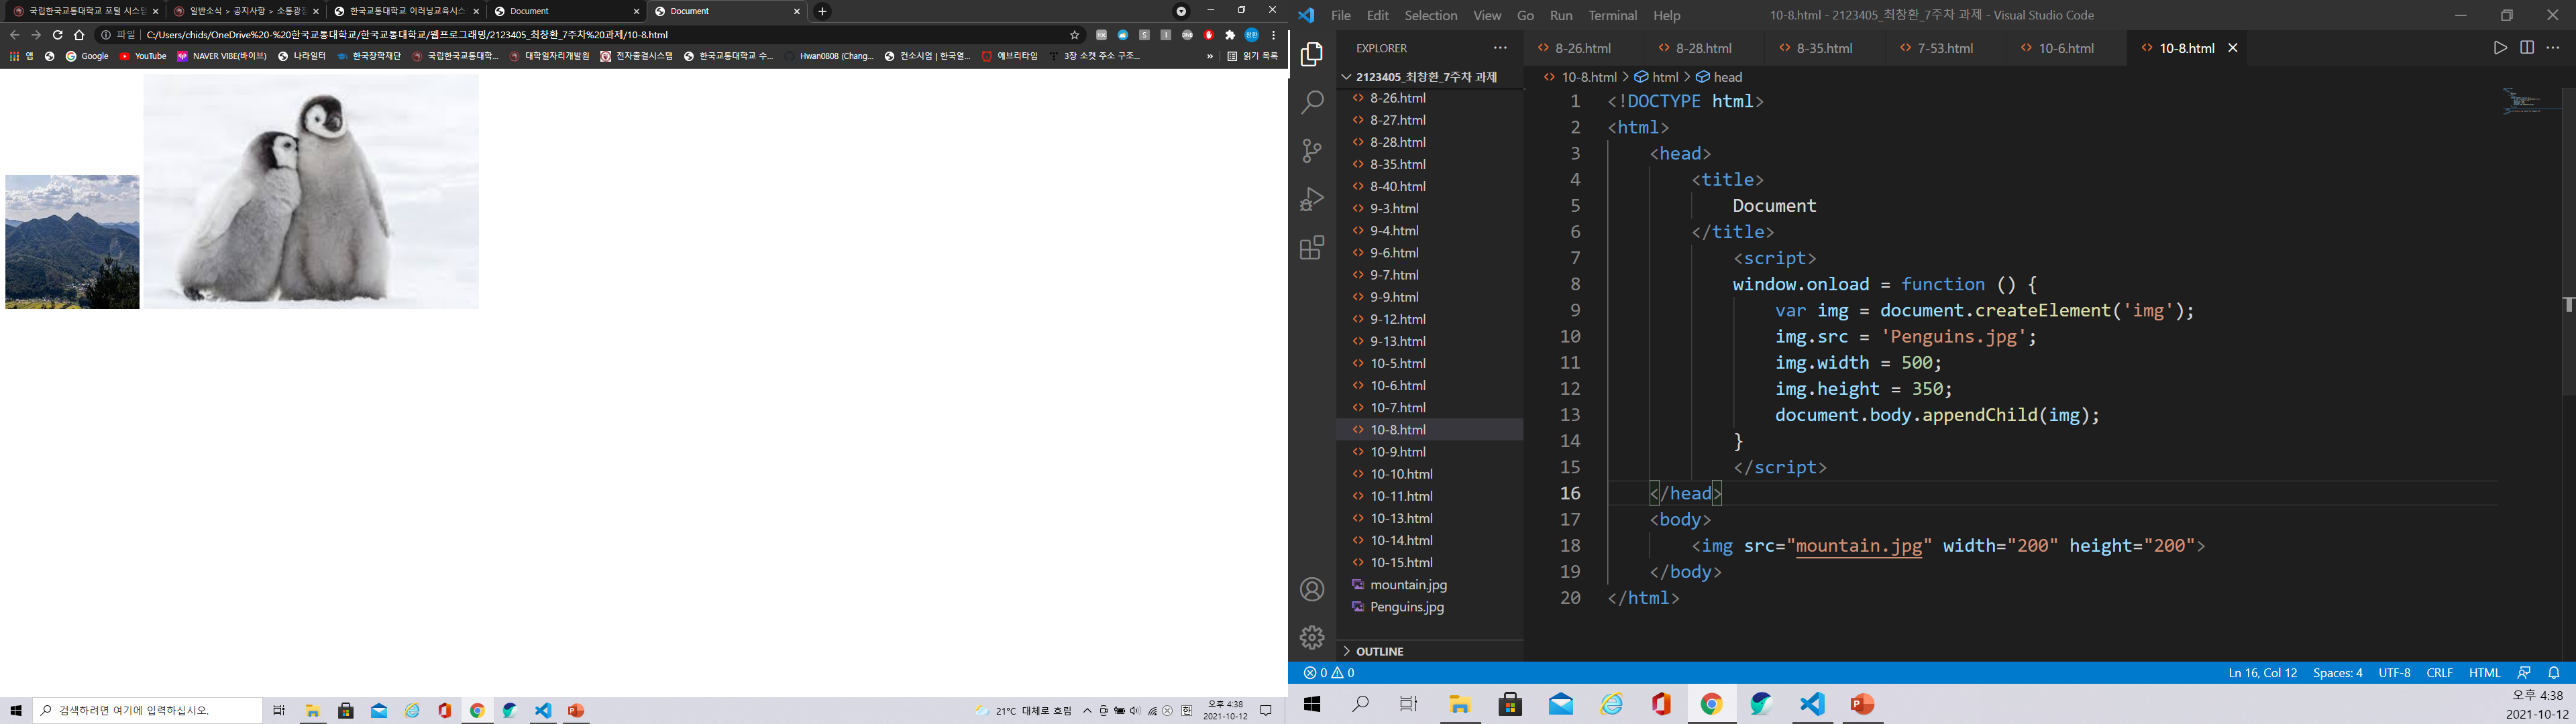 국립한국교통대학교 포털 시스템
일반소식 > 공지사항 > 소통광장
한국교통대학교 이러닝교육시스
Document
Document
파일
C:/Users/chids/OneDrive%20-%20한국교통대학교/한국교통대학교/웹프로그래밍/2123405_최창환_7주차%20과제/10-8.html
앱
Google
YouTube
NAVER VIBE(바이브)
나라일터
한국장학재단
국립한국교통대학...
대학일자리개발원
전자출결시스템
한국교통대학교 수...
Hwan0808 (Chang...
컨소시엄 | 한국열...
에브리타임
3장 소켓 주소 구조...
»
읽기 목록
검색하려면 여기에 입력하십시오.
21°C 대체로 흐림
오후 4:38
2021-10-12
File Edit Selection View Go Run Terminal Help
10-8.html - 2123405_최창환_7주차 과제 - Visual Studio Code
EXPLORER
2123405_최창환_7주차 과제
8-26.html
8-27.html
8-28.html
8-35.html
8-40.html
9-3.html
9-4.html
9-6.html
9-7.html
9-9.html
9-12.html
9-13.html
10-5.html
10-6.html
10-7.html
10-8.html
10-9.html
10-10.html
10-11.html
10-13.html
10-14.html
10-15.html
mountain.jpg
Penguins.jpg
OUTLINE
8-26.html 8-28.html 8-35.html 7-53.html 10-6.html 10-8.html
10-8.html > html > head
1 <!DOCTYPE html>
2 <html>
3 <head>
4 <title>
5 Document
6 </title>
7 <script>
8 window.onload = function () {
9 var img = document.createElement('img');
10 img.src = 'Penguins.jpg';
11 img.width = 500;
12 img.height = 350;
13 document.body.appendChild(img);
14 }
15 </script>
16 </head>
17 <body>
18 <img src="mountain.jpg" width="200" height="200">
19 </body>
20 </html>
0 0
Ln 16, Col 12 Spaces: 4 UTF-8 CRLF HTML
오후 4:38
2021-10-12